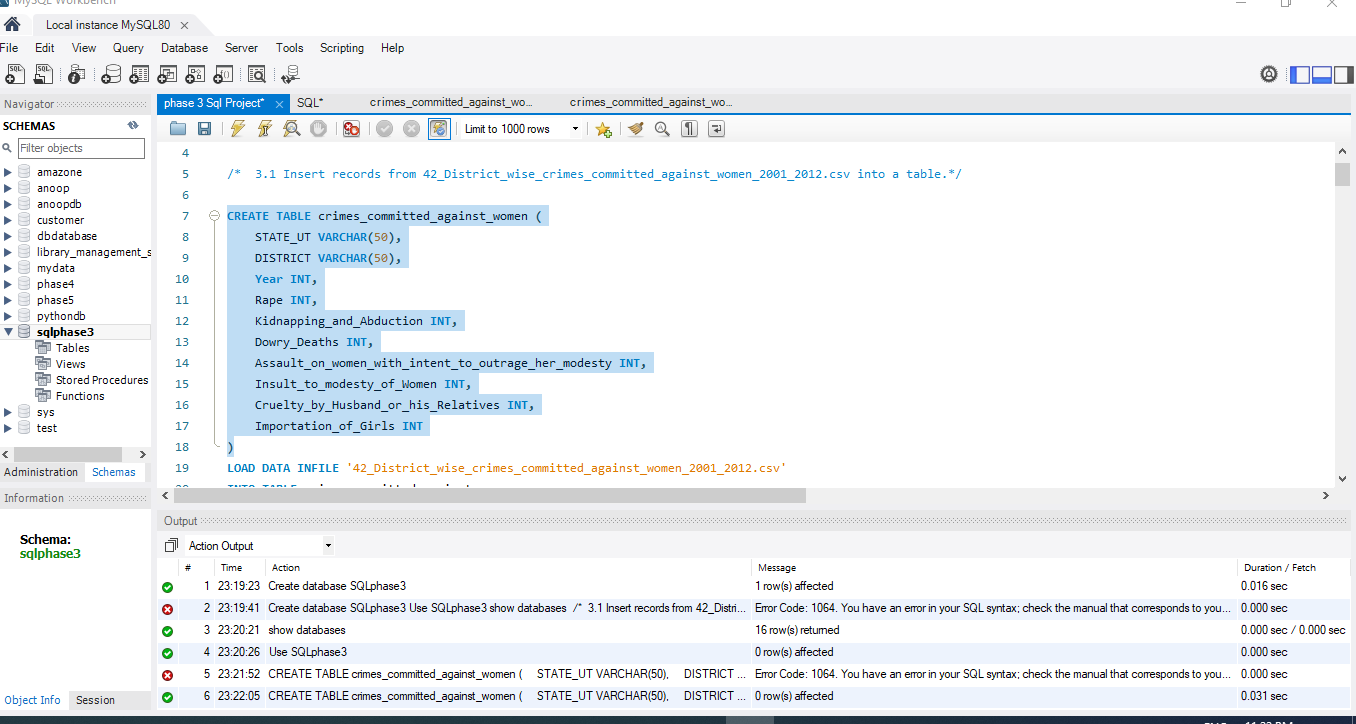 MySQL Workbench
Local instance MySQL80
File Edit View Query Database Server Tools Scripting Help
Navigator
SCHEMAS
Filter objects
amazone
anoop
anoopdb
customer
dbdatabase
library_management_s
mydata
phase4
phase5
pythondb
sqlphase3
Tables
Views
Stored Procedures
Functions
sys
test
Administration Schemas
Information
Schema:
sqlphase3
Object Info Session
phase 3 Sql Project* SQL* crimes_committed_against_wo... crimes_committed_against_wo...
Limit to 1000 rows
4
5 /* 3.1 Insert records from 42_District_wise_crimes_committed_against_women_2001_2012.csv into a table.*/
6
7 CREATE TABLE crimes_committed_against_women (
8 STATE_UT VARCHAR(50),
9 DISTRICT VARCHAR(50),
10 Year INT,
11 Rape INT,
12 Kidnapping_and_Abduction INT,
13 Dowry_Deaths INT,
14 Assault_on_women_with_intent_to_outrage_her_modesty INT,
15 Insult_to_modesty_of_Women INT,
16 Cruelty_by_Husband_or_his_Relatives INT,
17 Importation_of_Girls INT
18 )
19 LOAD DATA INFILE '42_District_wise_crimes_committed_against_women_2001_2012.csv'
Output
Action Output
# Time Action Message Duration / Fetch
1 23:19:23 Create database SQLphase3 1 row(s) affected 0.016 sec
2 23:19:41 Create database SQLphase3 Use SQLphase3 show databases /* 3.1 Insert records from 42_Distri... Error Code: 1064. You have an error in your SQL syntax; check the manual that corresponds to you... 0.000 sec
3 23:20:21 show databases 16 row(s) returned 0.000 sec / 0.000 sec
4 23:20:26 Use SQLphase3 0 row(s) affected 0.000 sec
5 23:21:52 CREATE TABLE crimes_committed_against_women ( STATE_UT VARCHAR(50), DISTRICT ... Error Code: 1064. You have an error in your SQL syntax; check the manual that corresponds to you... 0.000 sec
6 23:22:05 CREATE TABLE crimes_committed_against_women ( STATE_UT VARCHAR(50), DISTRICT ... 0 row(s) affected 0.031 sec